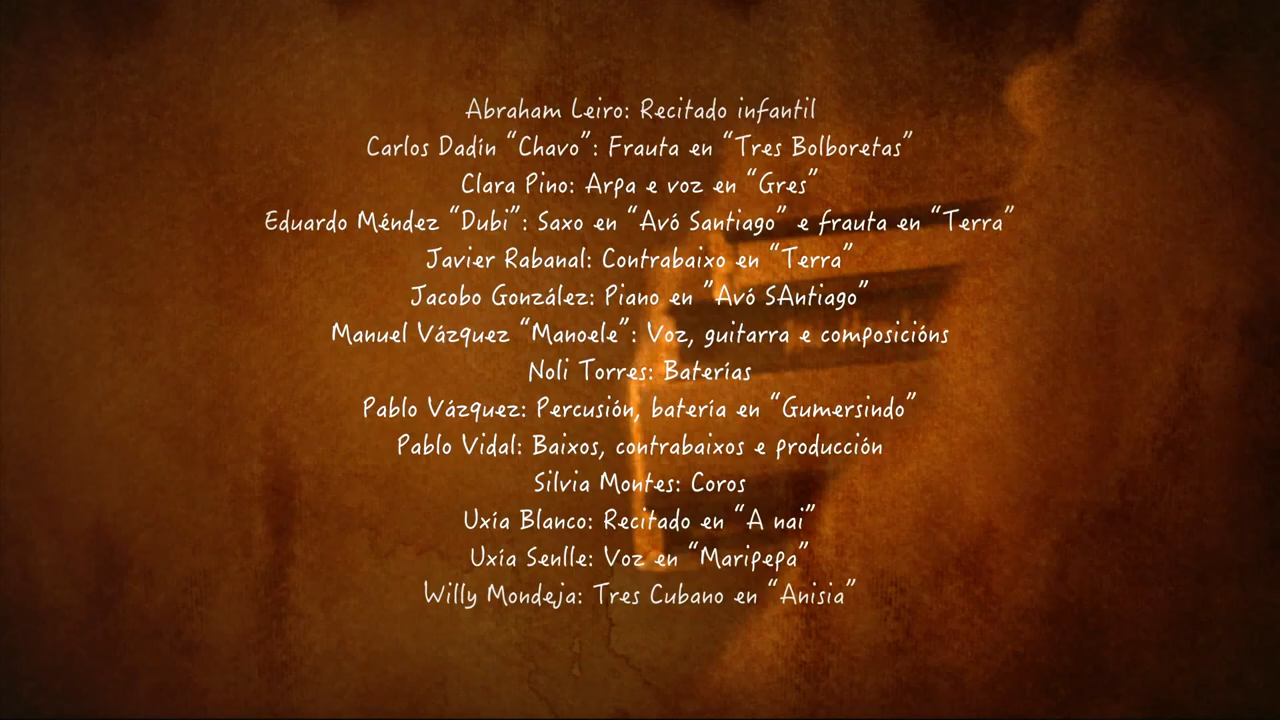 Abraham Leiro: Recitado infantil
Carlos Dadín “Chavo”: Frauta en “Tres Bolboretas”
Clara Pino: Arpa e voz en “Gres”
Eduardo Méndez “Dubi”: Saxo en “Avó Santiago” e frauta en “Terra”
Javier Rabanal: Contrabaixo en “Terra”
Jacobo González: Piano en “Avó SAntiago”
Manuel Vázquez “Manoele”: Voz, guitarra e composicións
Noli Torres: Baterías
Pablo Vázquez: Percusión, batería en “Gumersindo”
Pablo Vidal: Baixos, contrabaixos e producción
Silvia Montes: Coros
Uxía Blanco: Recitado en “A nai”
Uxía Senlle: Voz en “Maripepa”
Willy Mondeja: Tres Cubano en “Anisia”